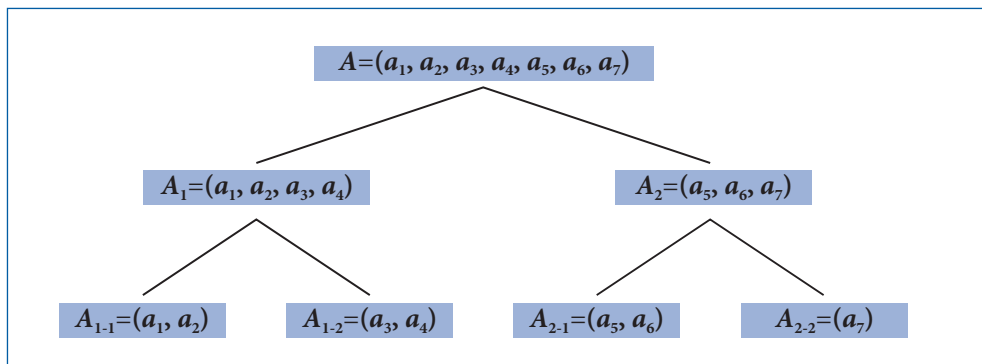 A=(a₁, a₂, a₃, a₄, a₅, a₆, a₇)
A₁=(a₁, a₂, a₃, a₄) A₂=(a₅, a₆, a₇)
A₁₋₁=(a₁, a₂) A₁₋₂=(a₃, a₄) A₂₋₁=(a₅, a₆) A₂₋₂=(a₇)